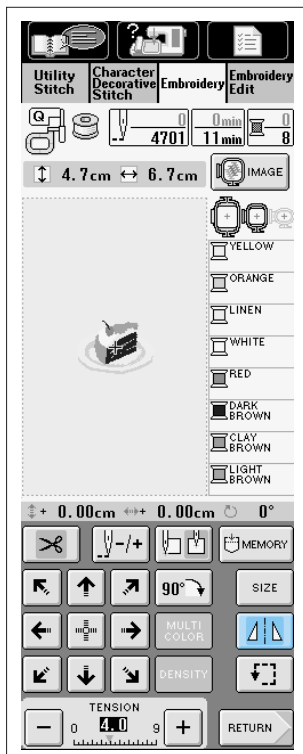 Utility Stitch
Character Decorative Stitch
Embroidery
Embroidery Edit
Q
0
4701
0min
11min
0
8
4.7cm 6.7cm
IMAGE
YELLOW
ORANGE
LINEN
WHITE
RED
DARK BROWN
CLAY BROWN
LIGHT BROWN
+ 0.00cm + 0.00cm 0°
-/+
MEMORY
90°
SIZE
MULTI COLOR
DENSITY
TENSION
− 0 4.0 9 +
RETURN